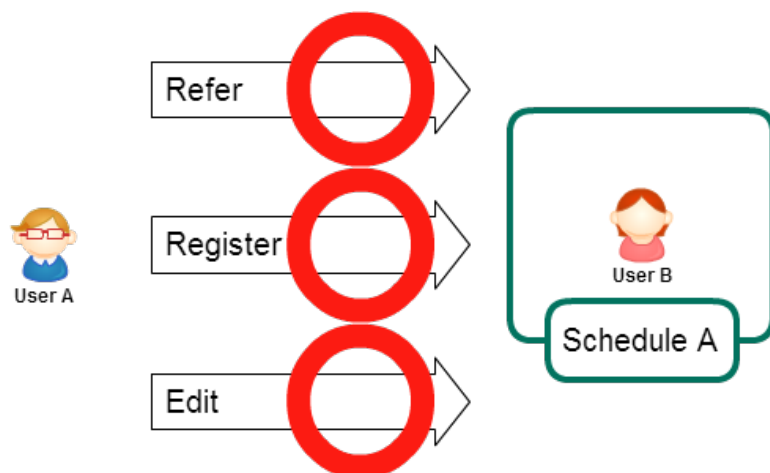 Refer
Register
Edit
User A
User B
Schedule A